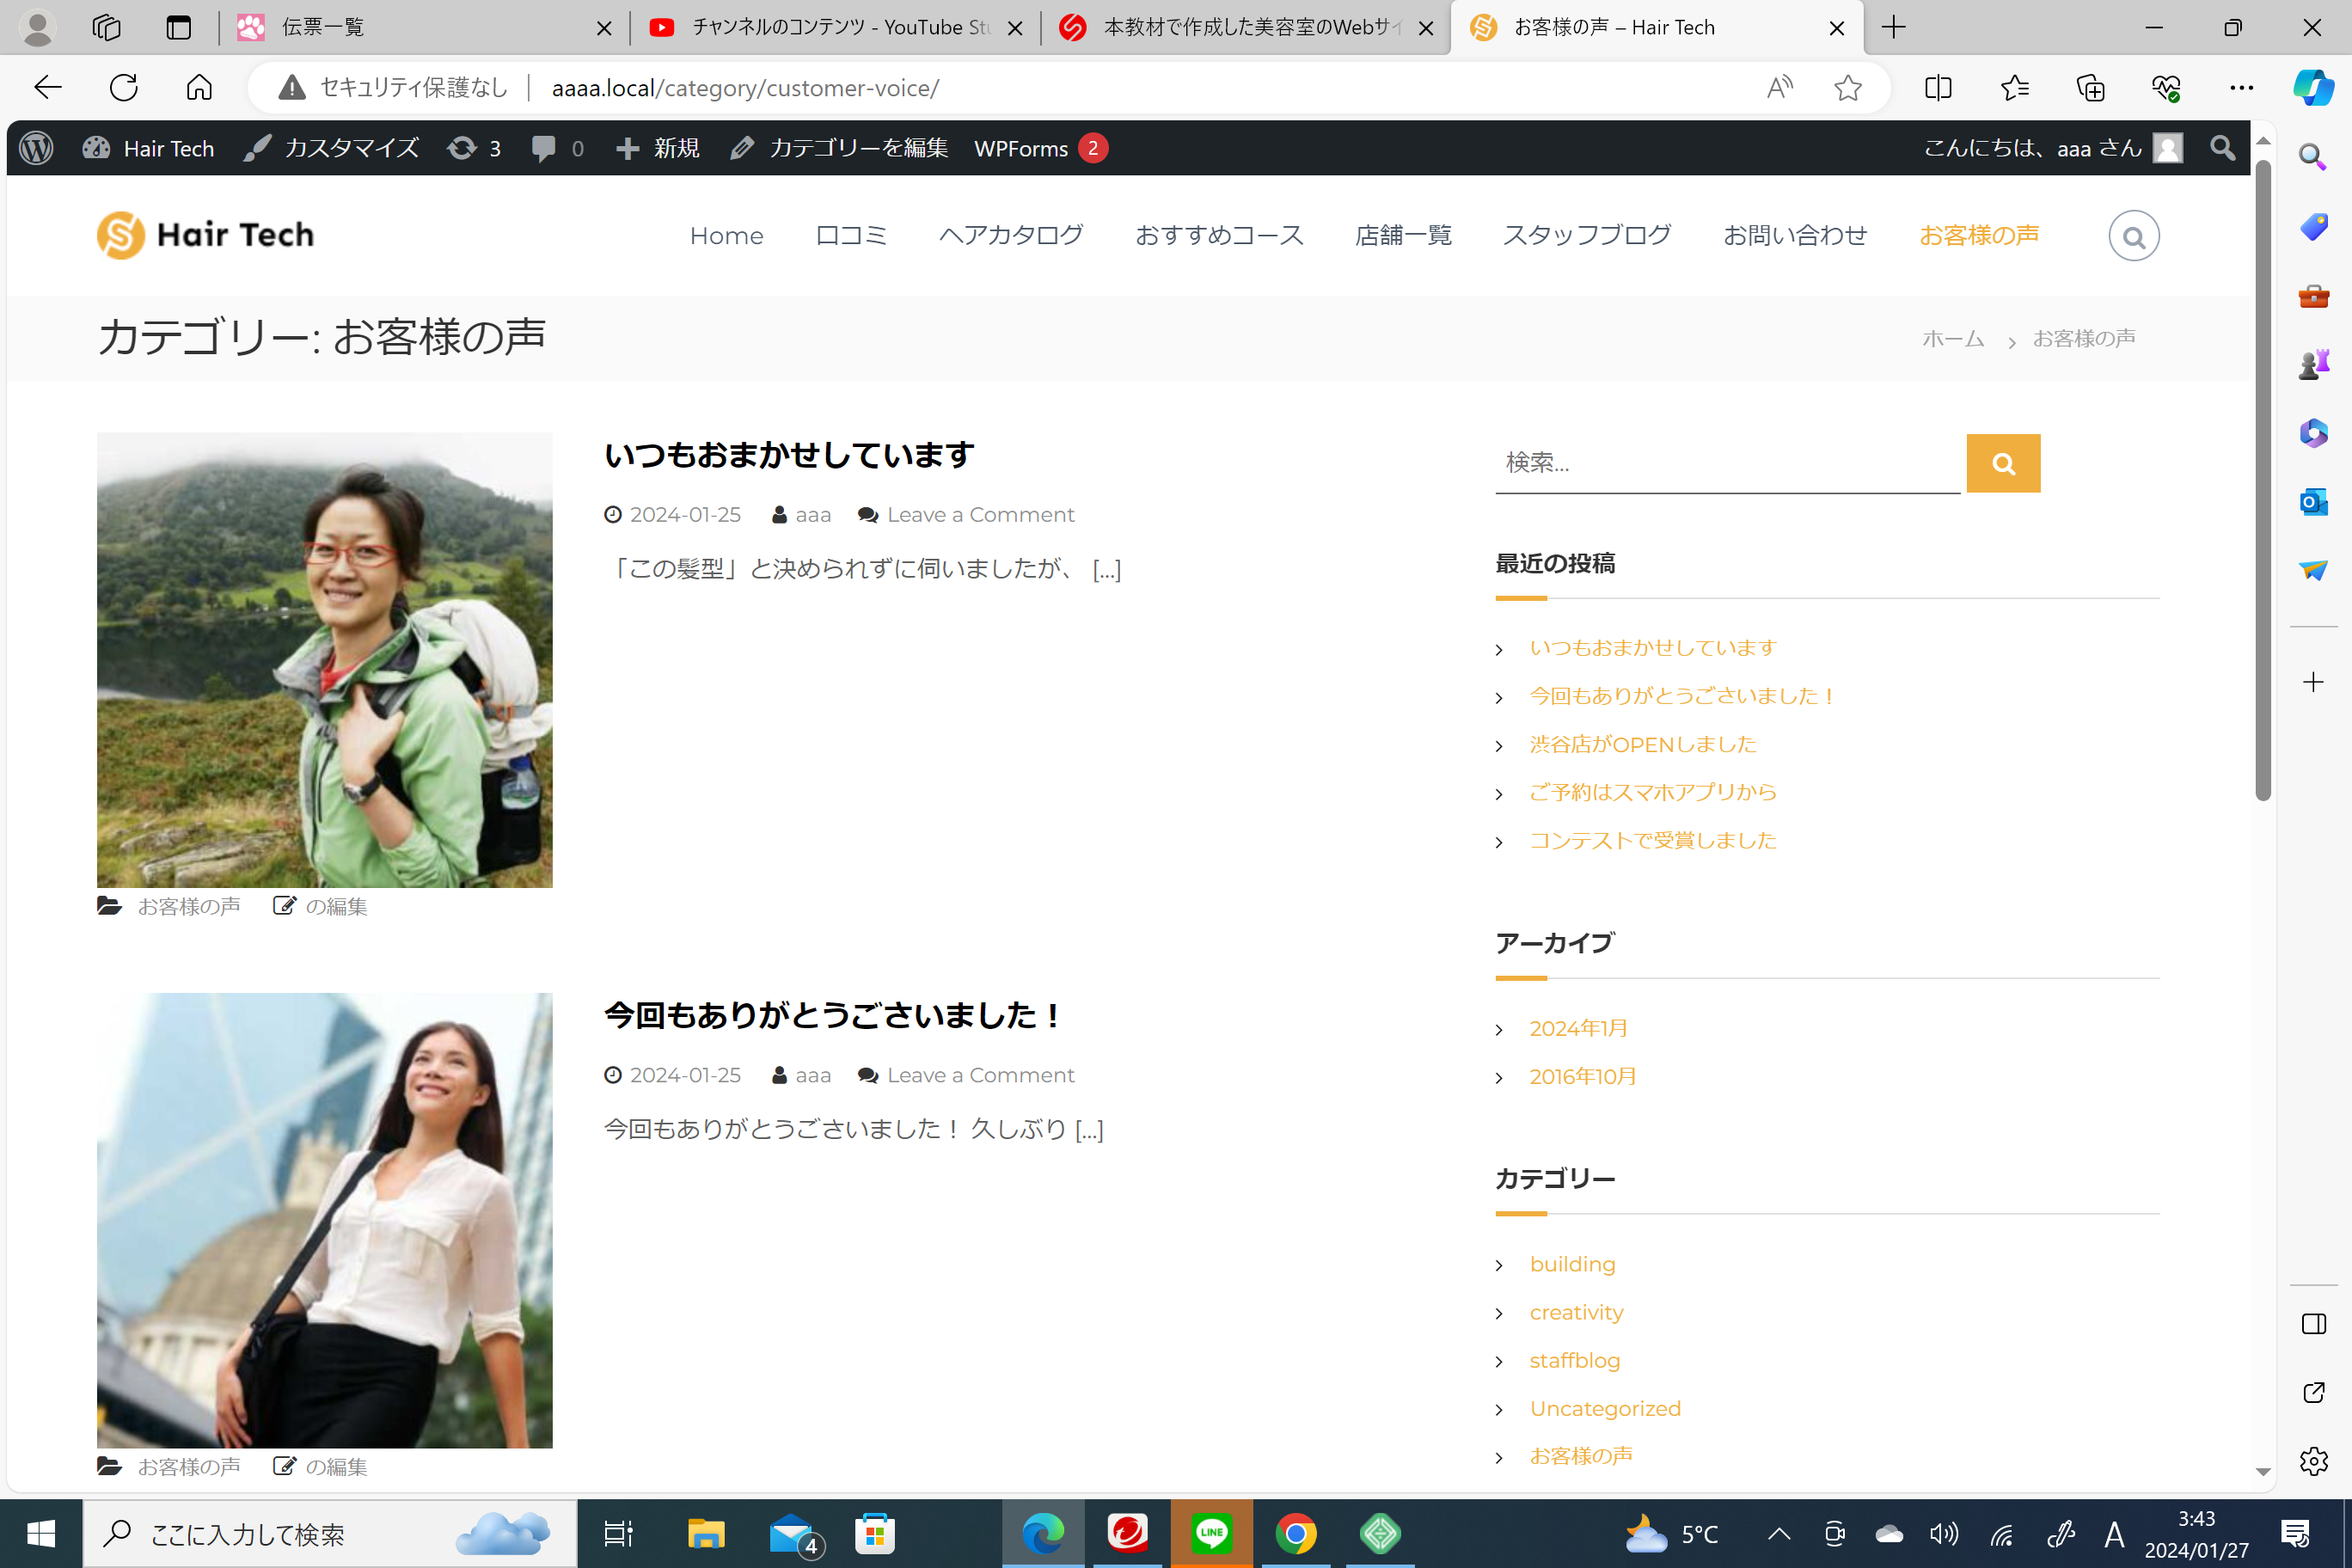 伝票一覧
チャンネルのコンテンツ - YouTube Stu
本教材で作成した美容室のWebサイ
お客様の声 – Hair Tech
セキュリティ保護なし
aaaa.local/category/customer-voice/
Hair Tech カスタマイズ 3 0 新規 カテゴリーを編集 WPForms 2 こんにちは、aaa さん
Hair Tech
Home 口コミ ヘアカタログ おすすめコース 店舗一覧 スタッフブログ お問い合わせ お客様の声
カテゴリー: お客様の声
ホーム > お客様の声
いつもおまかせしています
2024-01-25 aaa Leave a Comment
「この髪型」と決められずに伺いましたが、 […]
お客様の声 の編集
今回もありがとうごさいました！
2024-01-25 aaa Leave a Comment
今回もありがとうごさいました！ 久しぶり […]
お客様の声 の編集
検索…
最近の投稿
いつもおまかせしています
今回もありがとうごさいました！
渋谷店がOPENしました
ご予約はスマホアプリから
コンテストで受賞しました
アーカイブ
2024年1月
2016年10月
カテゴリー
building
creativity
staffblog
Uncategorized
お客様の声
ここに入力して検索
4
LINE
5°C
A
3:43
2024/01/27